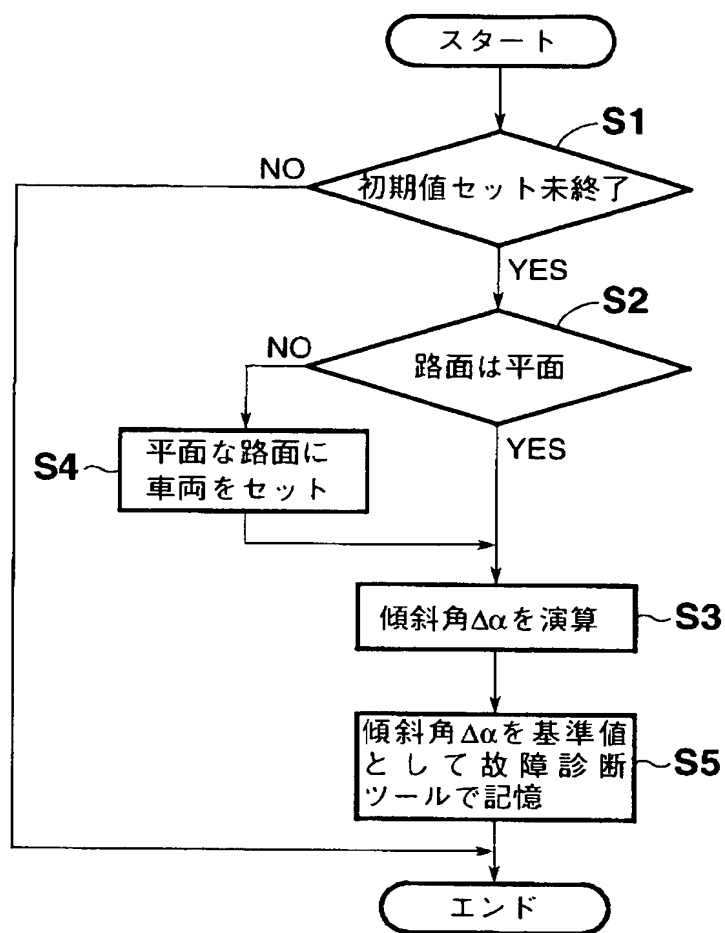 スタート
S1
NO
初期値セット未終了
YES
S2
NO
路面は平面
YES
S4
平面な路面に
車両をセット
傾斜角Δαを演算
S3
傾斜角Δαを基準値
として故障診断
ツールで記憶
S5
エンド